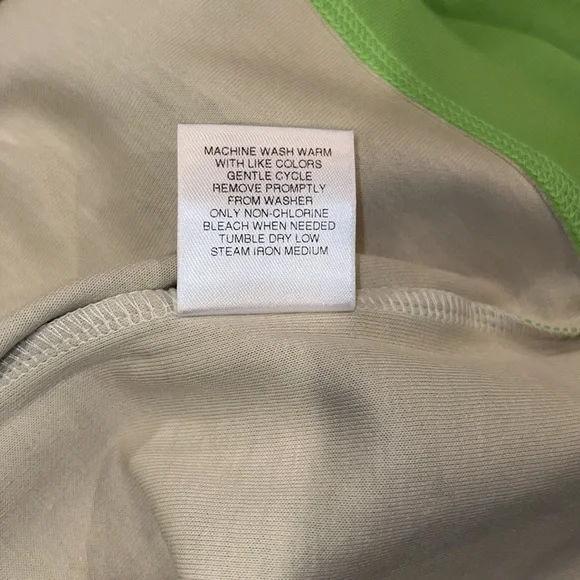 MACHINE WASH WARM
WITH LIKE COLORS
GENTLE CYCLE
REMOVE PROMPTLY
FROM WASHER
ONLY NON-CHLORINE
BLEACH WHEN NEEDED
TUMBLE DRY LOW
STEAM IRON MEDIUM